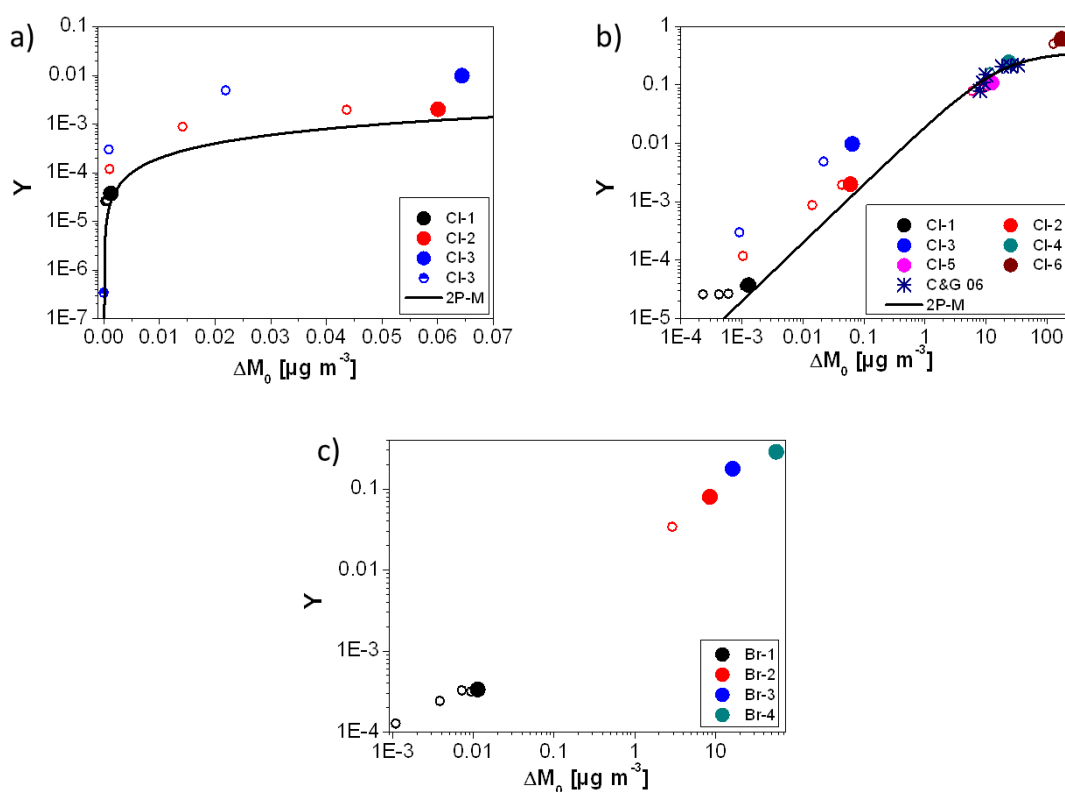 a)
0.1
0.01
1E-3
1E-4
1E-5
1E-6
1E-7
Y
0.00 0.01 0.02 0.03 0.04 0.05 0.06 0.07
ΔM₀ [µg m⁻³]
Cl-1
Cl-2
Cl-3
Cl-3
2P-M
b)
1
0.1
0.01
1E-3
1E-4
1E-5
Y
1E-4 1E-3 0.01 0.1 1 10 100
ΔM₀ [µg m⁻³]
Cl-1 Cl-2
Cl-3 Cl-4
Cl-5 Cl-6
C&G 06
2P-M
c)
0.1
0.01
1E-3
1E-4
Y
1E-3 0.01 0.1 1 10
ΔM₀ [µg m⁻³]
Br-1
Br-2
Br-3
Br-4